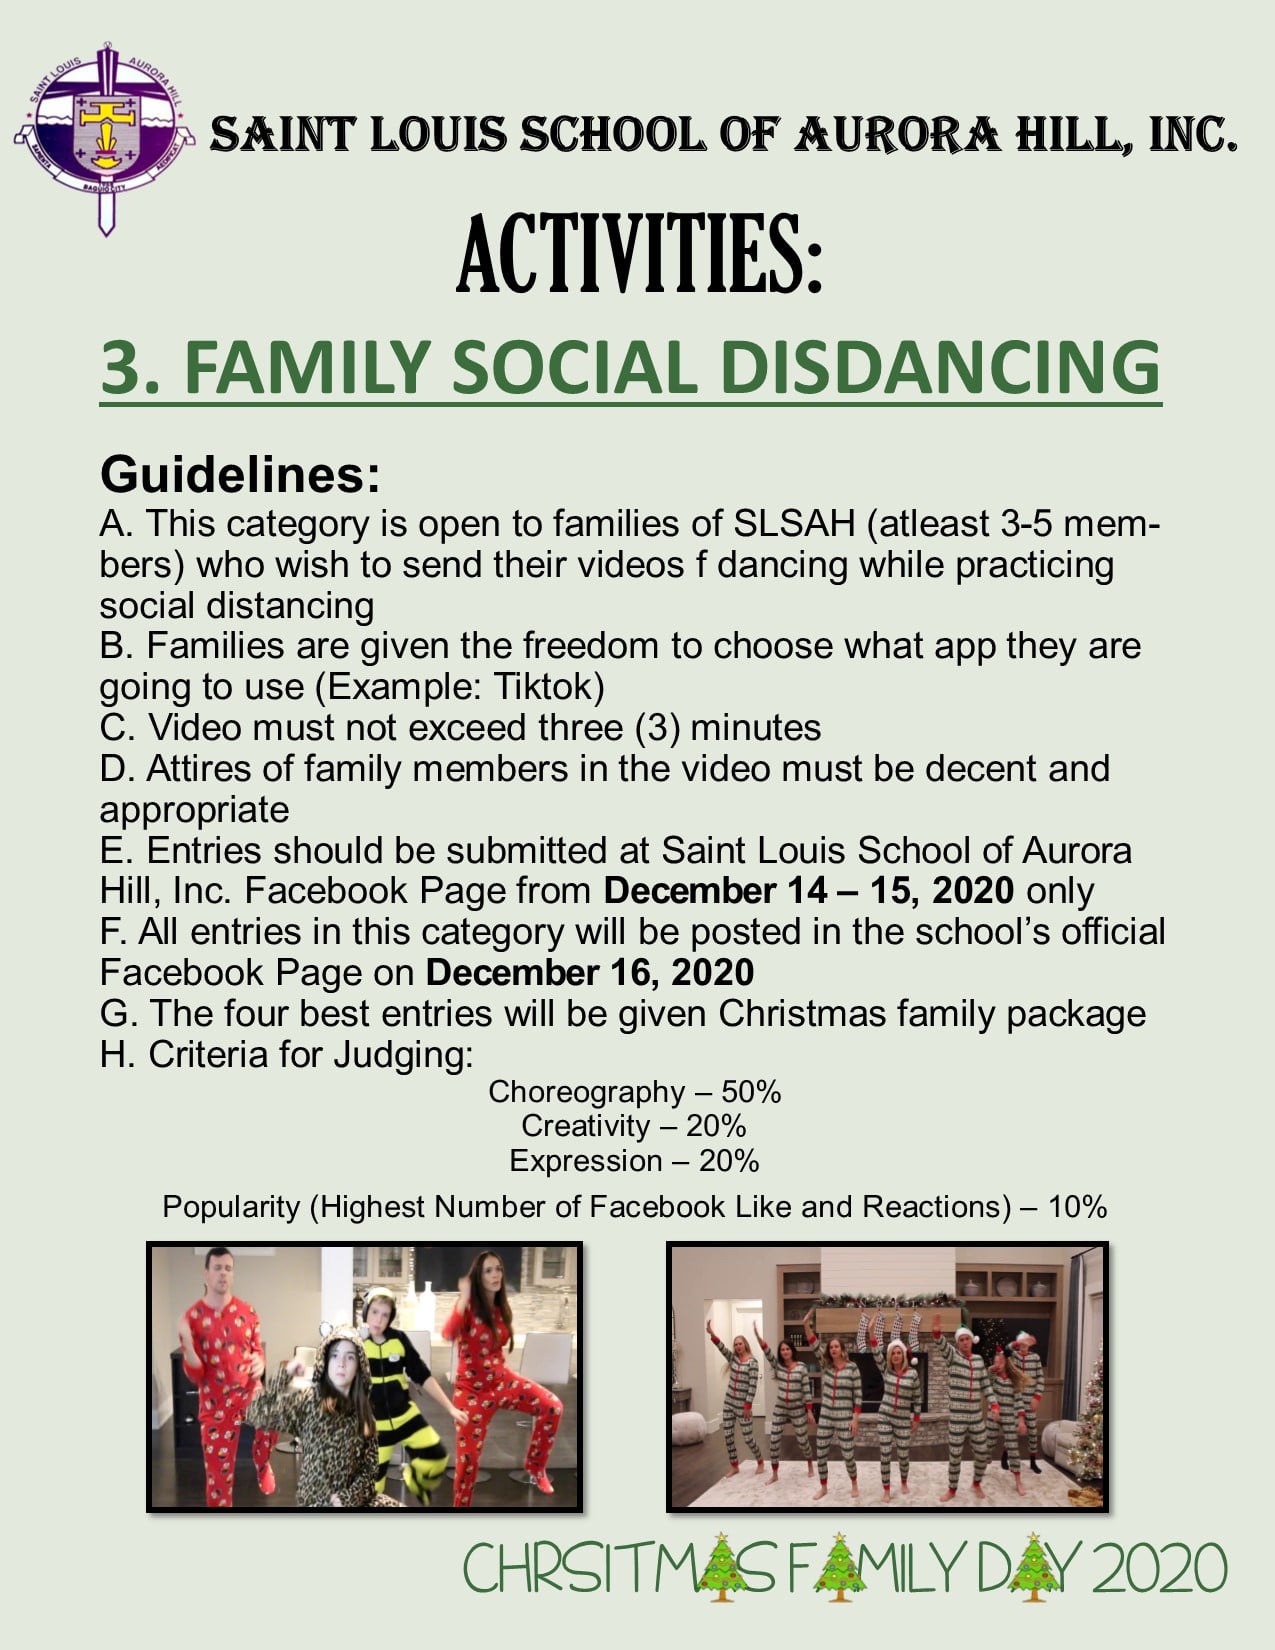 SAINT LOUIS AURORA HILL
SAPIENTIA AEDIFICAT
BAGUIO CITY
SAINT LOUIS SCHOOL OF AURORA HILL, INC.
ACTIVITIES:
3. FAMILY SOCIAL DISDANCING
Guidelines:
A. This category is open to families of SLSAH (atleast 3-5 mem-
bers) who wish to send their videos f dancing while practicing
social distancing
B. Families are given the freedom to choose what app they are
going to use (Example: Tiktok)
C. Video must not exceed three (3) minutes
D. Attires of family members in the video must be decent and
appropriate
E. Entries should be submitted at Saint Louis School of Aurora
Hill, Inc. Facebook Page from December 14 – 15, 2020 only
F. All entries in this category will be posted in the school’s official
Facebook Page on December 16, 2020
G. The four best entries will be given Christmas family package
H. Criteria for Judging:
Choreography – 50%
Creativity – 20%
Expression – 20%
Popularity (Highest Number of Facebook Like and Reactions) – 10%
CHRSITMAS FAMILY DAY 2020